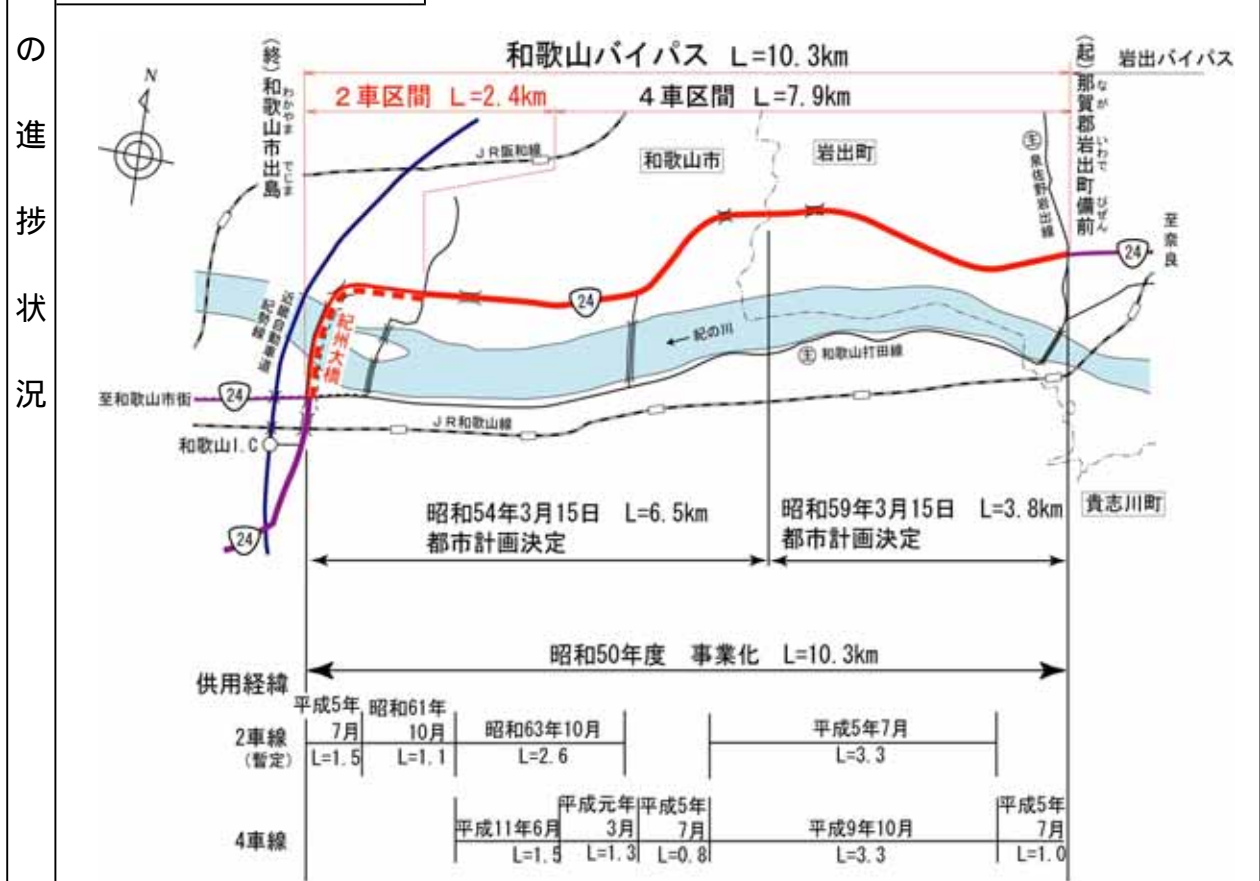 の進捗状況
和歌山バイパス L=10.3km
2車区間 L=2.4km
4車区間 L=7.9km
岩出バイパス
(終)和歌山市出島
わかやま
でじま
(起)那賀郡岩出町備前
なが
いわで
びぜん
N
JR阪和線
和歌山市
岩出町
主 泉佐野岩出線
至奈良
24
24
近畿自動車道
紀勢線
紀州大橋
←紀の川
主 和歌山打田線
至和歌山市街
24
JR和歌山線
和歌山I.C
24
貴志川町
昭和54年3月15日 L=6.5km
都市計画決定
昭和59年3月15日 L=3.8km
都市計画決定
昭和50年度 事業化 L=10.3km
供用経緯
2車線
(暫定)
平成5年
7月
L=1.5
昭和61年
10月
L=1.1
昭和63年10月
L=2.6
平成5年7月
L=3.3
4車線
平成11年6月
L=1.5
平成元年
3月
L=1.3
平成5年
7月
L=0.8
平成9年10月
L=3.3
平成5年
7月
L=1.0